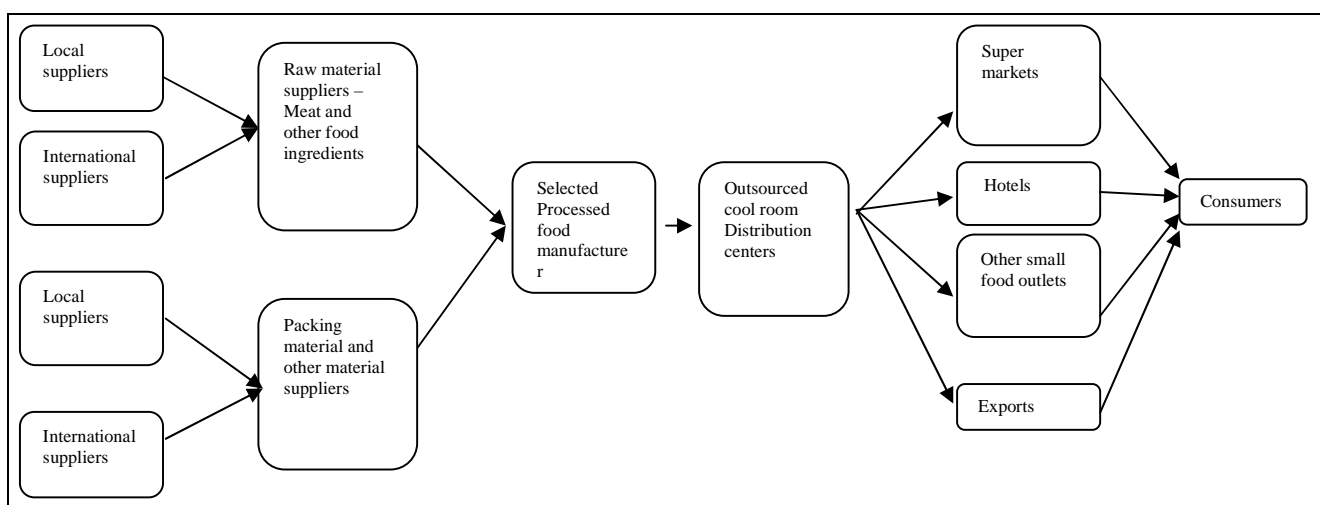 Local
suppliers
International
suppliers
Local
suppliers
International
suppliers
Raw material
suppliers –
Meat and
other food
ingredients
Packing
material and
other material
suppliers
Selected
Processed
food
manufacture
r
Outsourced
cool room
Distribution
centers
Super
markets
Hotels
Other small
food outlets
Exports
Consumers